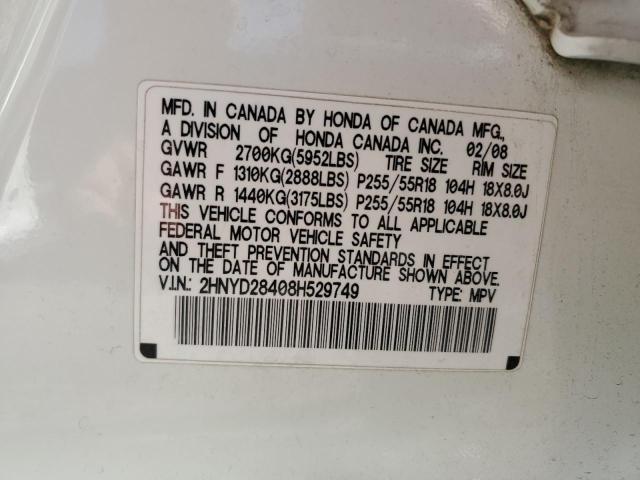 MFD. IN CANADA BY HONDA OF CANADA MFG.,
A DIVISION OF HONDA CANADA INC. 02/08
GVWR 2700KG(5952LBS) TIRE SIZE RIM SIZE
GAWR F 1310KG(2888LBS) P255/55R18 104H 18X8.0J
GAWR R 1440KG(3175LBS) P255/55R18 104H 18X8.0J
THIS VEHICLE CONFORMS TO ALL APPLICABLE
FEDERAL MOTOR VEHICLE SAFETY
AND THEFT PREVENTION STANDARDS IN EFFECT
ON THE DATE OF MANUFACTURE SHOWN ABOVE.
V.I.N.: 2HNYD28408H529749 TYPE: MPV